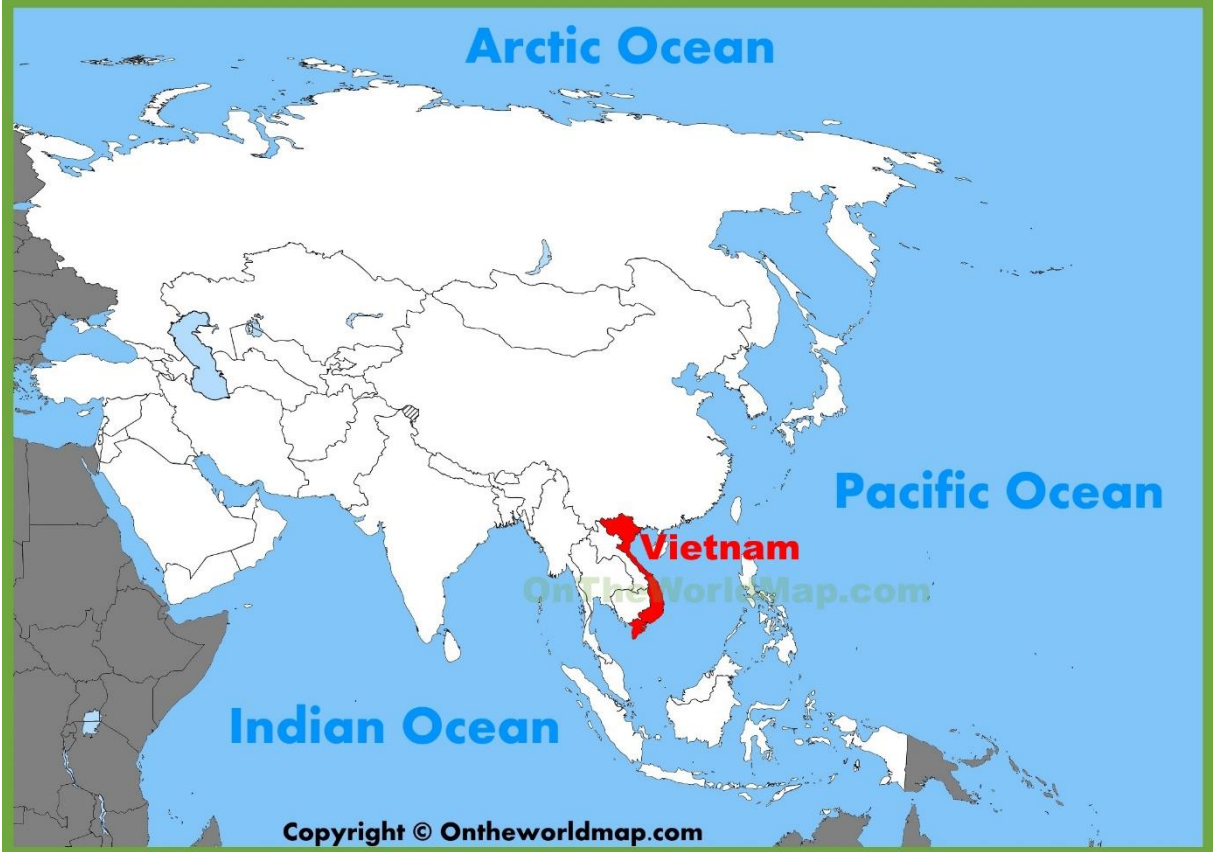 Arctic Ocean
Pacific Ocean
Vietnam
OnTheWorldMap.com
Indian Ocean
Copyright © Ontheworldmap.com